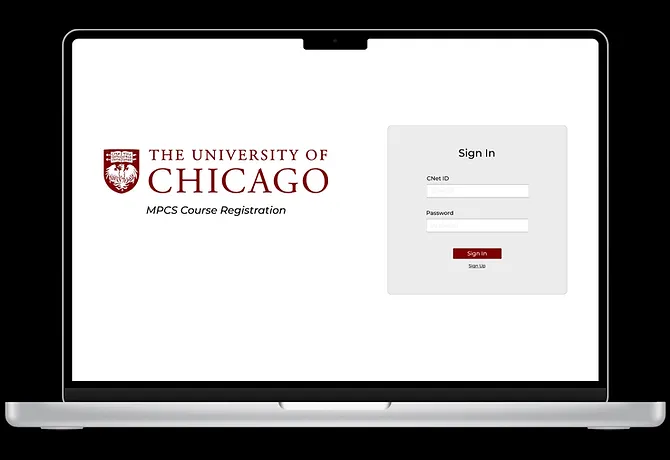 THE UNIVERSITY OF
CHICAGO
MPCS Course Registration
Sign In
CNet ID
Password
Sign In
Sign Up